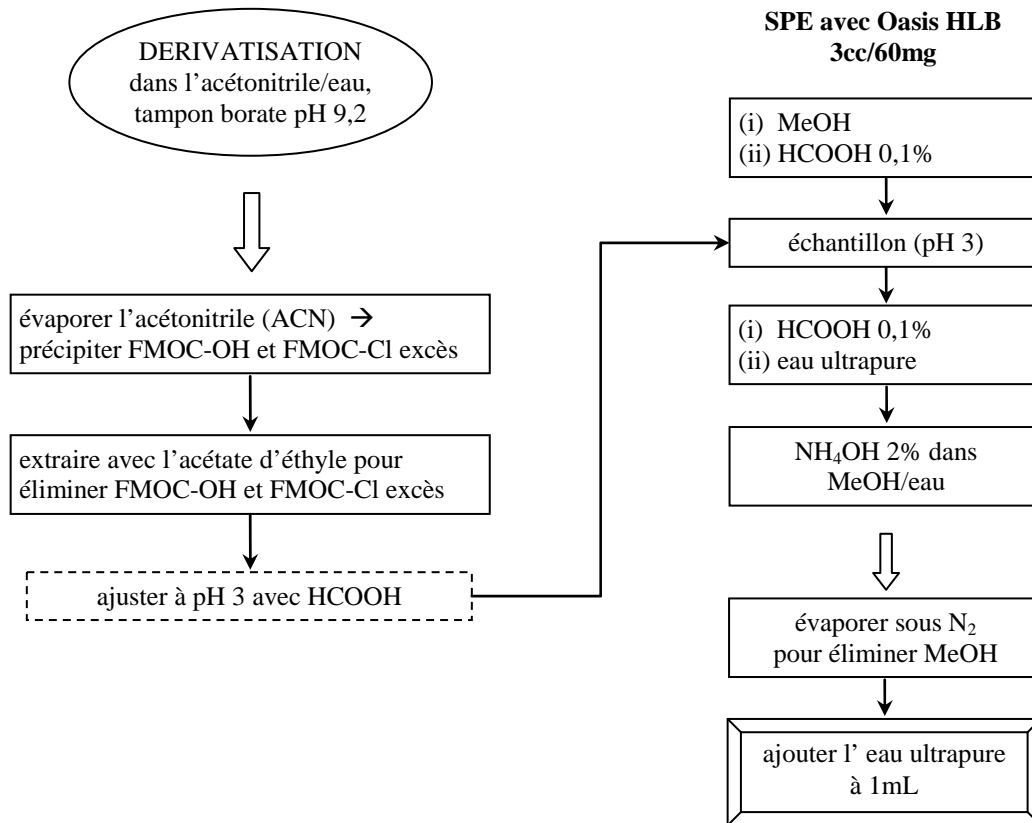 DERIVATISATION
dans l’acétonitrile/eau,
tampon borate pH 9,2
évaporer l’acétonitrile (ACN) →
précipiter FMOC-OH et FMOC-Cl excès
extraire avec l’acétate d’éthyle pour
éliminer FMOC-OH et FMOC-Cl excès
ajuster à pH 3 avec HCOOH
SPE avec Oasis HLB
3cc/60mg
(i) MeOH
(ii) HCOOH 0,1%
échantillon (pH 3)
(i) HCOOH 0,1%
(ii) eau ultrapure
NH₄OH 2% dans
MeOH/eau
évaporer sous N₂
pour éliminer MeOH
ajouter l’ eau ultrapure
à 1mL